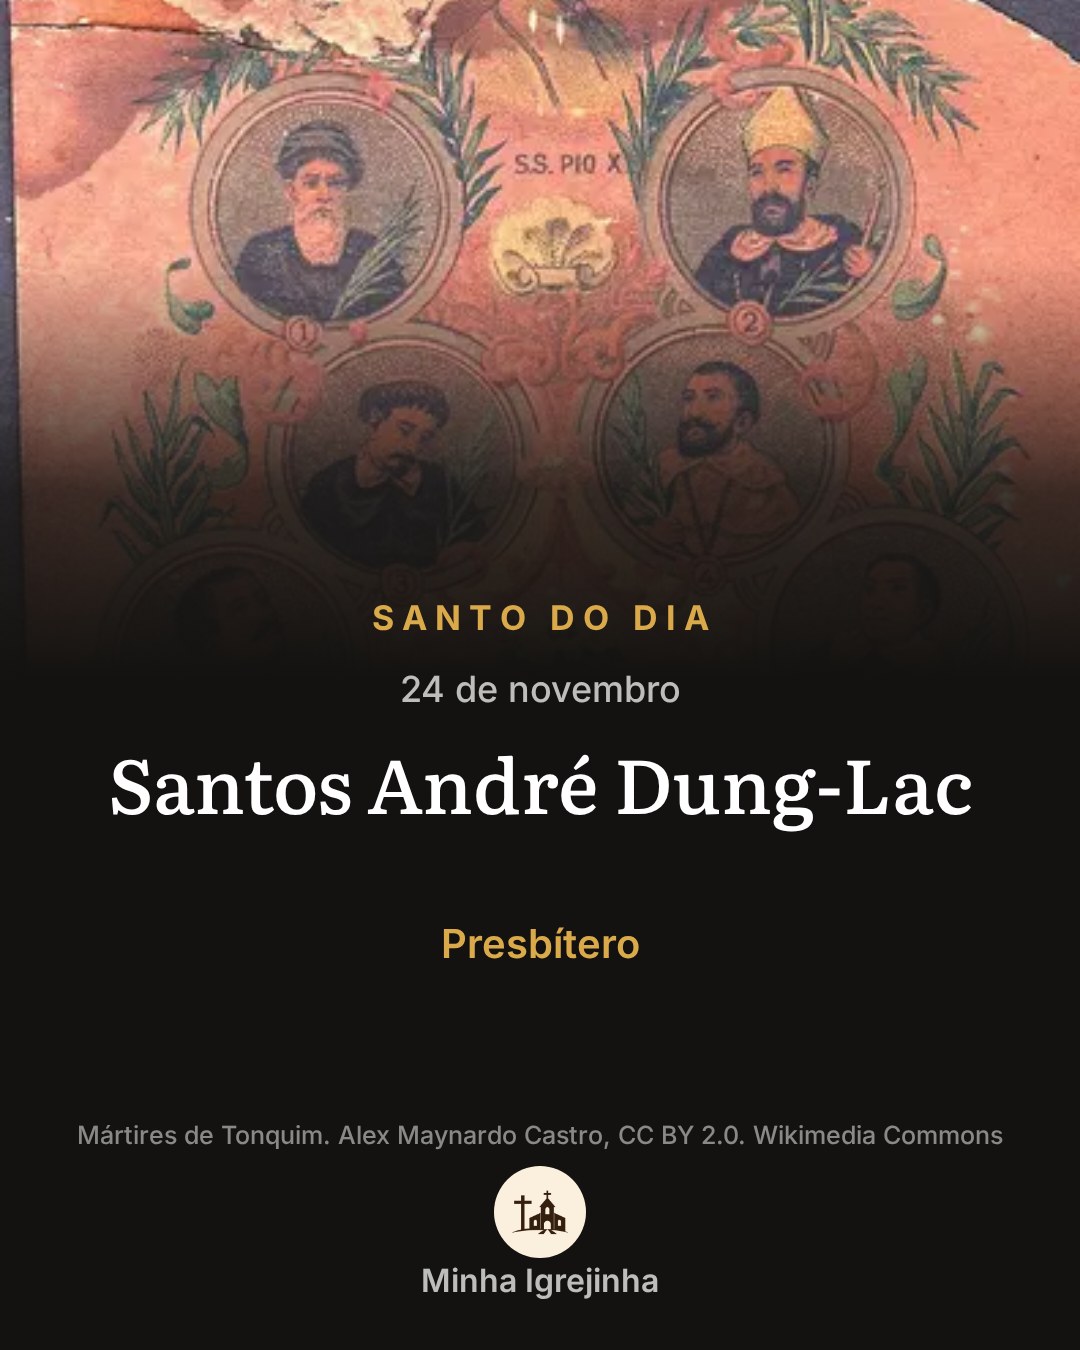 S.S. PIO X
1
2
SANTO DO DIA
24 de novembro
Santos André Dung-Lac
Presbítero
Mártires de Tonquim. Alex Maynardo Castro, CC BY 2.0. Wikimedia Commons
Minha Igrejinha